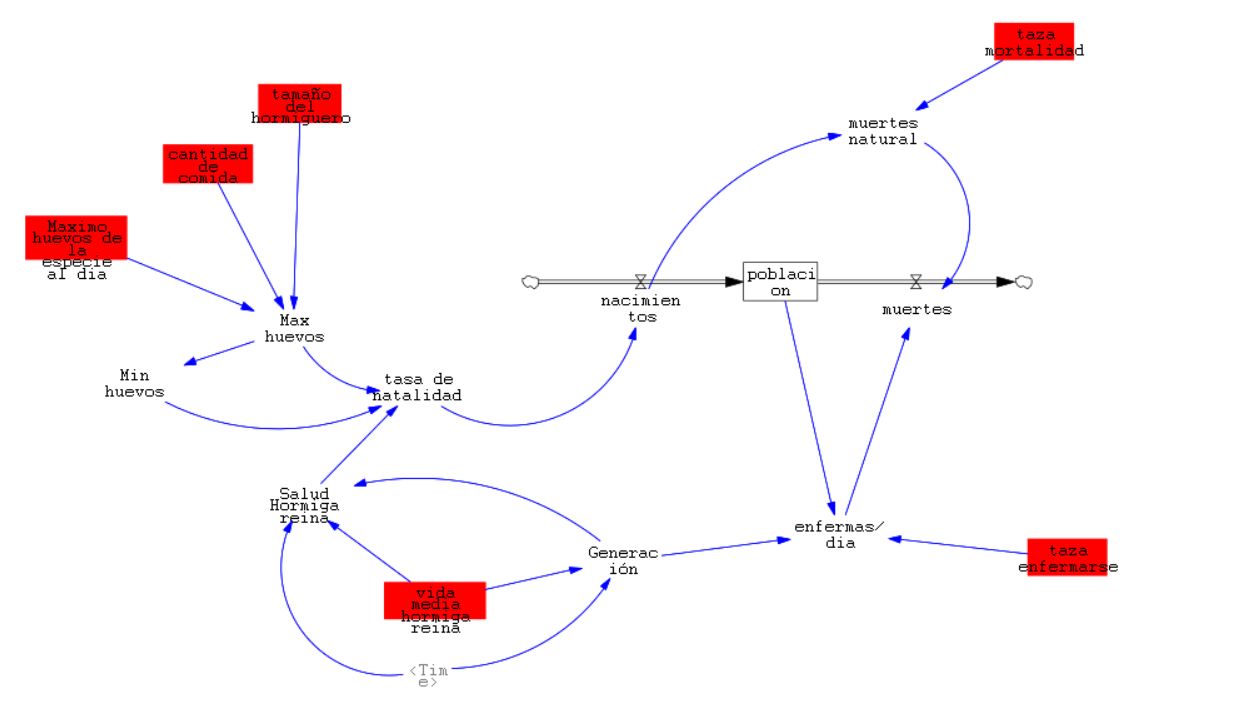 taza
mortalidad
tamaño
del
hormiguero
muertes
natural
cantidad
de
comida
Maximo
huevos de
la
especie
al dia
poblaci
on
nacimien
tos
muertes
Max
huevos
Min
huevos
tasa de
natalidad
Salud
Hormiga
reina
enfermas/
dia
Generac
ión
taza
enfermarse
vida
media
hormiga
reina
<Tim
e>